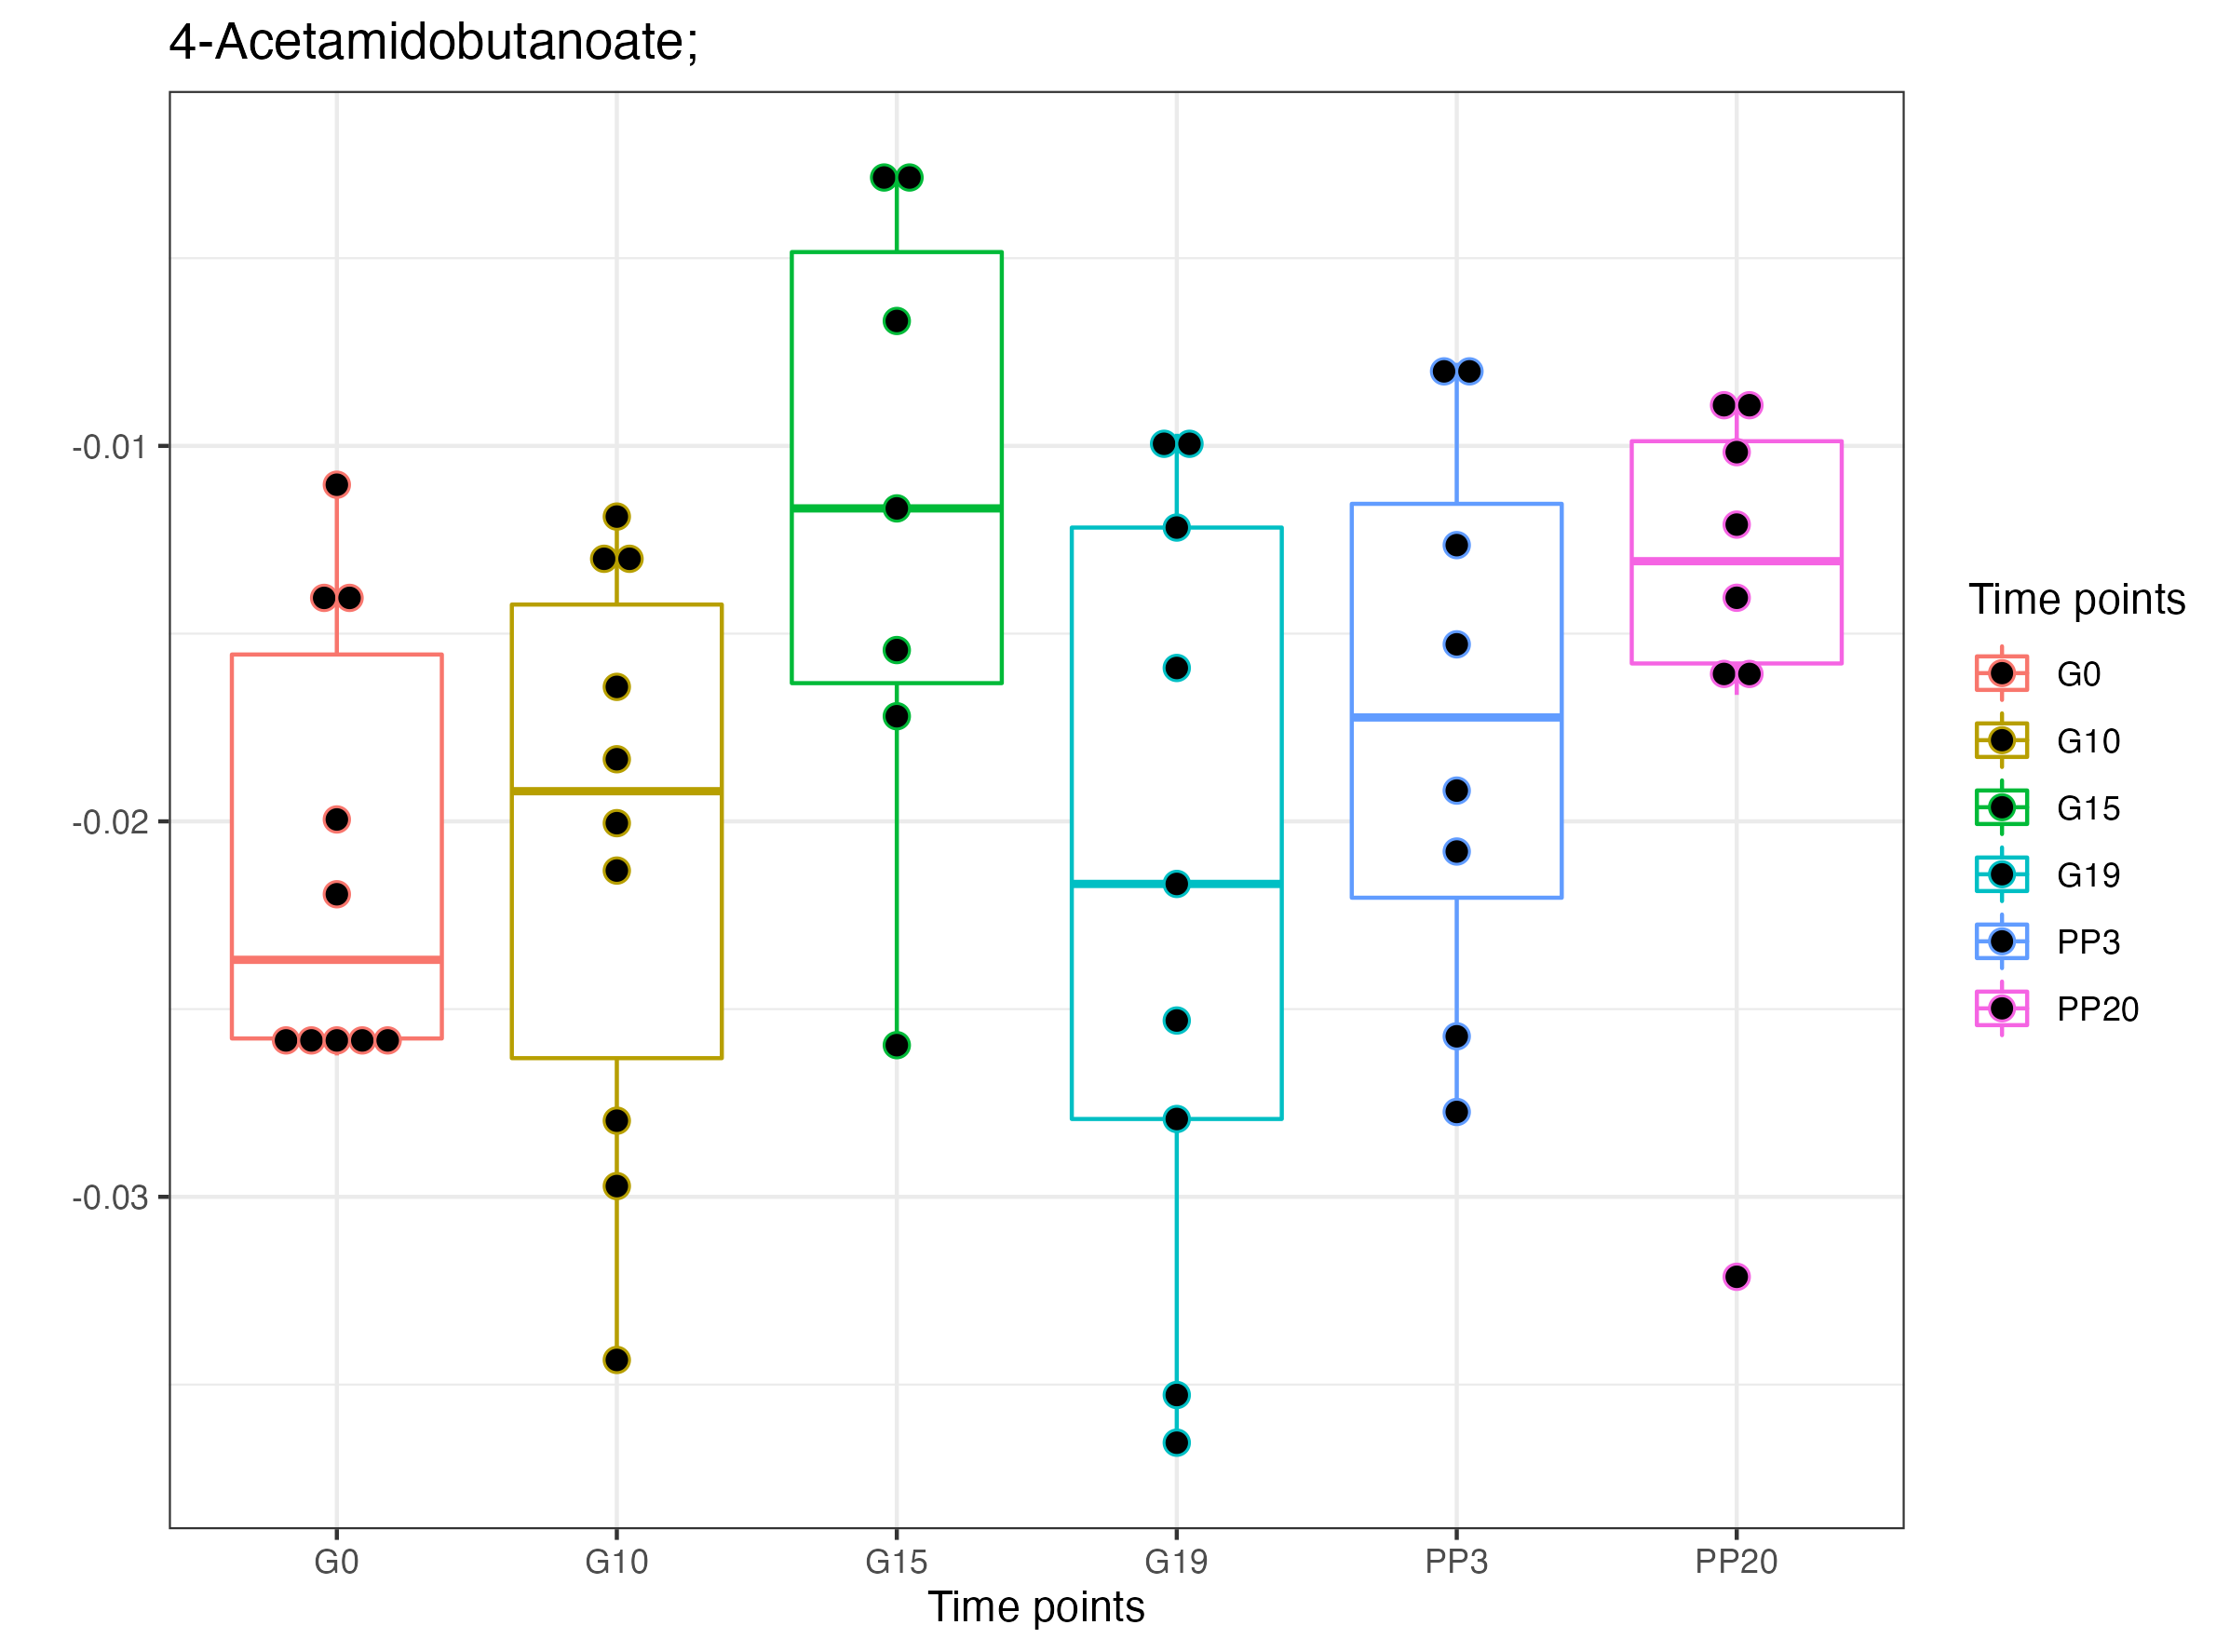 4-Acetamidobutanoate;
-0.01
-0.02
-0.03
G0 G10 G15 G19 PP3 PP20
Time points
Time points
G0
G10
G15
G19
PP3
PP20